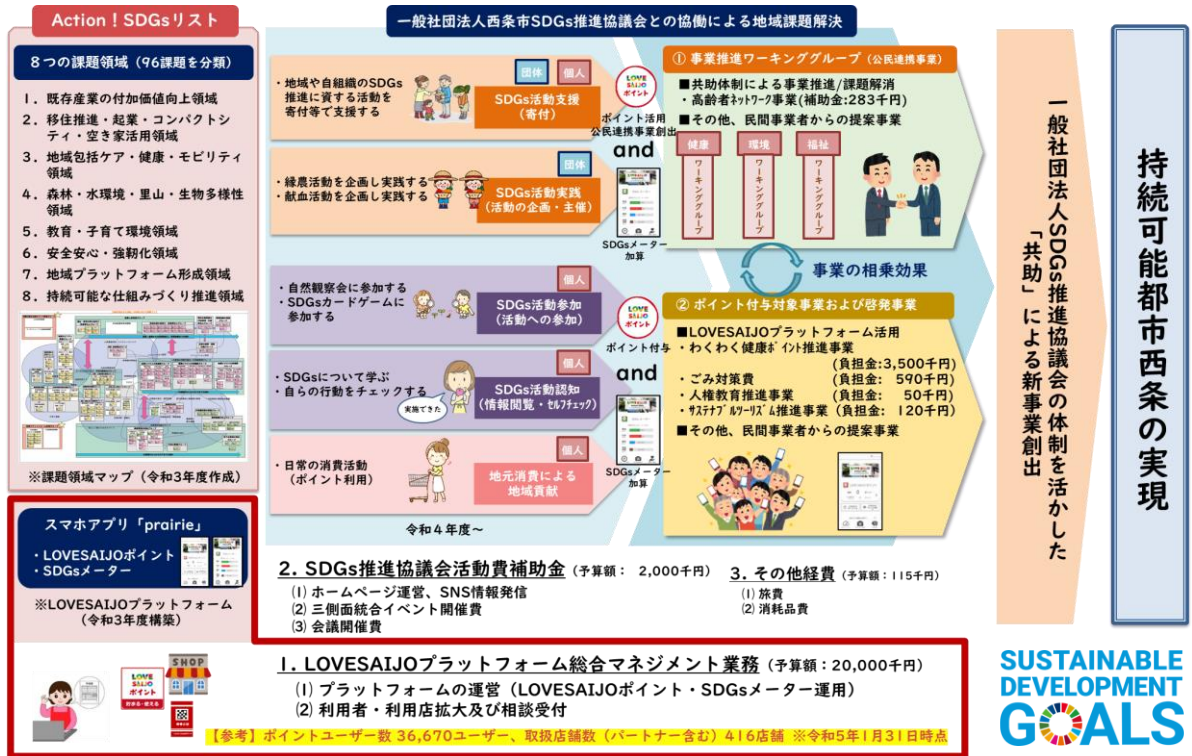 Action！SDGsリスト
8つの課題領域（96課題を分類）
1．既存産業の付加価値向上領域
2．移住推進・起業・コンパクトシ
ティ・空き家活用領域
3．地域包括ケア・健康・モビリティ
領域
4．森林・水環境・里山・生物多様性
領域
5．教育・子育て環境領域
6．安全安心・強靭化領域
7．地域プラットフォーム形成領域
8．持続可能な仕組みづくり推進領域
※課題領域マップ（令和3年度作成）
スマホアプリ「prairie」
・LOVESAIJOポイント
・SDGsメーター
※LOVESAIJOプラットフォーム
（令和3年度構築）
一般社団法人西条市SDGs推進協議会との協働による地域課題解決
・地域や自組織のSDGs
推進に資する活動を
寄付等で支援する
団体
個人
SDGs活動支援
（寄付）
LOVE
SAIJO
ポイント
ポイント活用
公民連携事業創出
and
・縁農活動を企画し実践する
・献血活動を企画し実践する
団体
SDGs活動実践
（活動の企画・主催）
SDGsメーター
加算
・自然観察会に参加する
・SDGsカードゲームに
参加する
個人
SDGs活動参加
（活動への参加）
LOVE
SAIJO
ポイント
ポイント付与
and
・SDGsについて学ぶ
・自らの行動をチェックする
実施できた
個人
SDGs活動認知
（情報閲覧・セルフチェック）
SDGsメーター
加算
・日常の消費活動
（ポイント利用）
個人
地元消費による
地域貢献
令和4年度～
① 事業推進ワーキンググループ（公民連携事業）
■共助体制による事業推進/課題解消
・高齢者ネットワーク事業(補助金:283千円)
■その他、民間事業者からの提案事業
健康
環境
福祉
ワーキンググループ
ワーキンググループ
ワーキンググループ
事業の相乗効果
② ポイント付与対象事業および啓発事業
■LOVESAIJOプラットフォーム活用
・わくわく健康ポイント推進事業
(負担金:3,500千円)
・ごみ対策費 (負担金: 590千円)
・人権教育推進事業 (負担金: 50千円)
・サステナブルツーリズム推進事業 (負担金: 120千円)
■その他、民間事業者からの提案事業
一般社団法人SDGs推進協議会の体制を活かした
「共助」による新事業創出
持続可能都市西条の実現
2. SDGs推進協議会活動費補助金（予算額： 2,000千円）
(1) ホームページ運営、SNS情報発信
(2) 三側面統合イベント開催費
(3) 会議開催費
3. その他経費（予算額：115千円）
(1) 旅費
(2) 消耗品費
1. LOVESAIJOプラットフォーム総合マネジメント業務（予算額：20,000千円）
(1) プラットフォームの運営（LOVESAIJOポイント・SDGsメーター運用）
(2) 利用者・利用店拡大及び相談受付
【参考】ポイントユーザー数 36,670ユーザー、取扱店舗数（パートナー含む）416店舗 ※令和5年1月31日時点
LOVE
SAIJO
ポイント
SHOP
SUSTAINABLE
DEVELOPMENT
GOALS